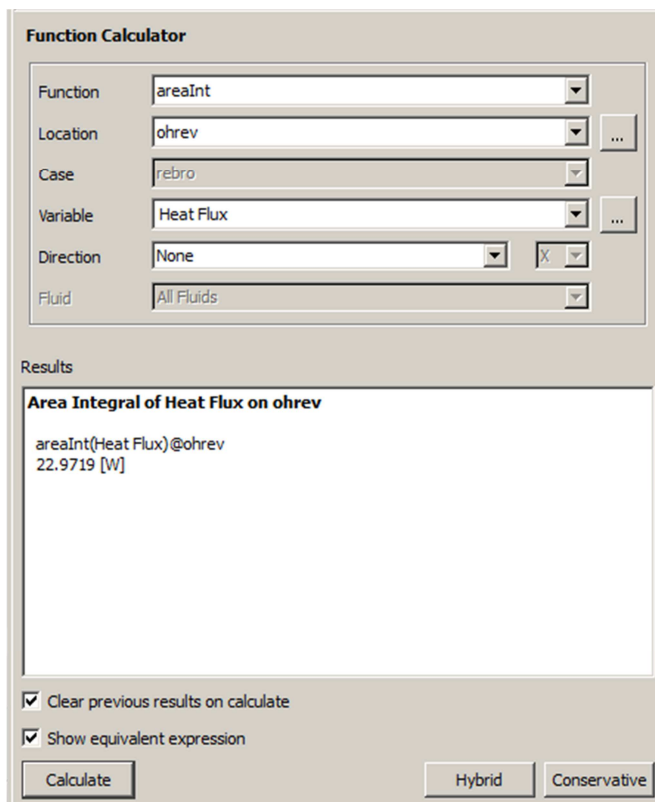 Function Calculator
Function areaInt
Location ohrev ...
Case rebro
Variable Heat Flux ...
Direction None X
Fluid All Fluids
Results
Area Integral of Heat Flux on ohrev
areaInt(Heat Flux)@ohrev
22.9719 [W]
Clear previous results on calculate
Show equivalent expression
Calculate Hybrid Conservative